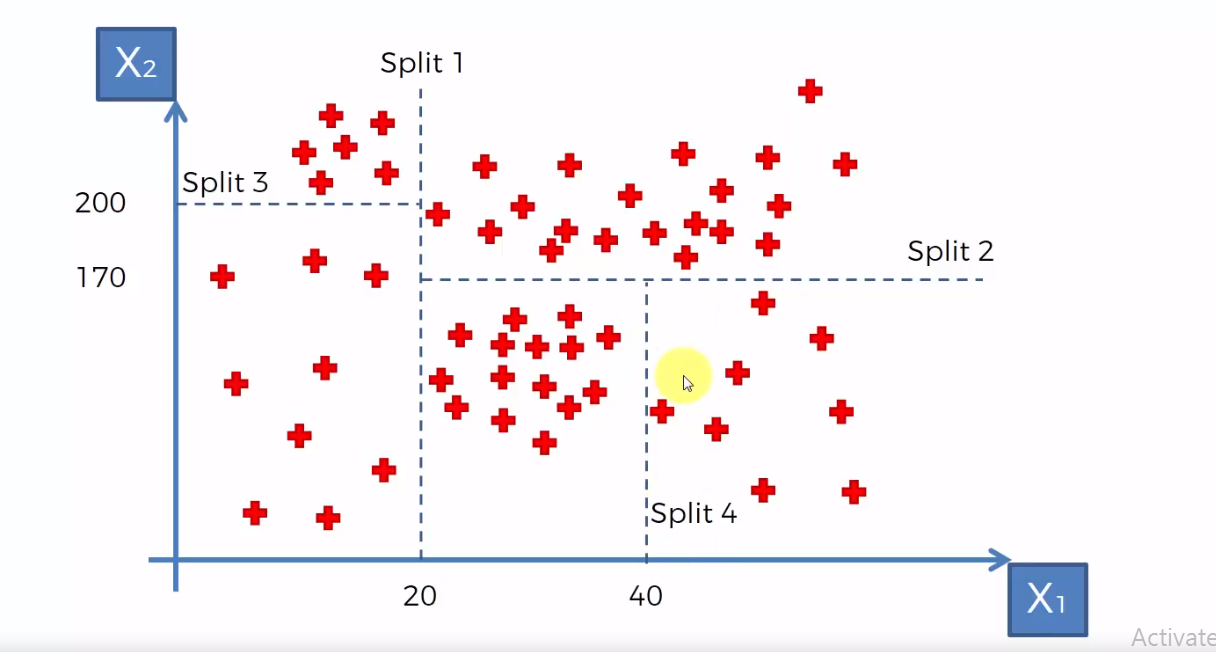 X2
Split 1
Split 3
200
Split 2
170
Split 4
20
40
X1
Activate